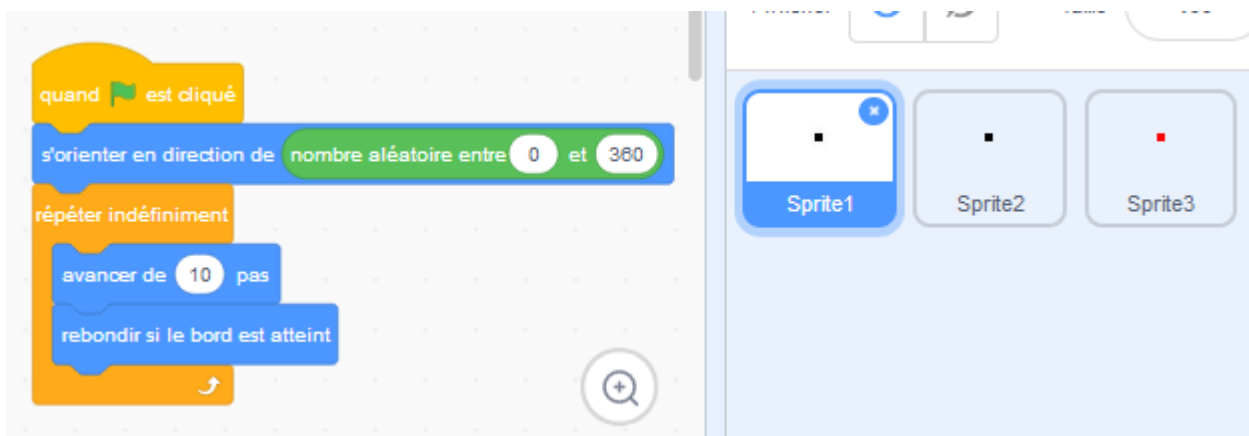 quand est cliqué
s'orienter en direction de nombre aléatoire entre 0 et 360
répéter indéfiniment
avancer de 10 pas
rebondir si le bord est atteint
Sprite1 Sprite2 Sprite3